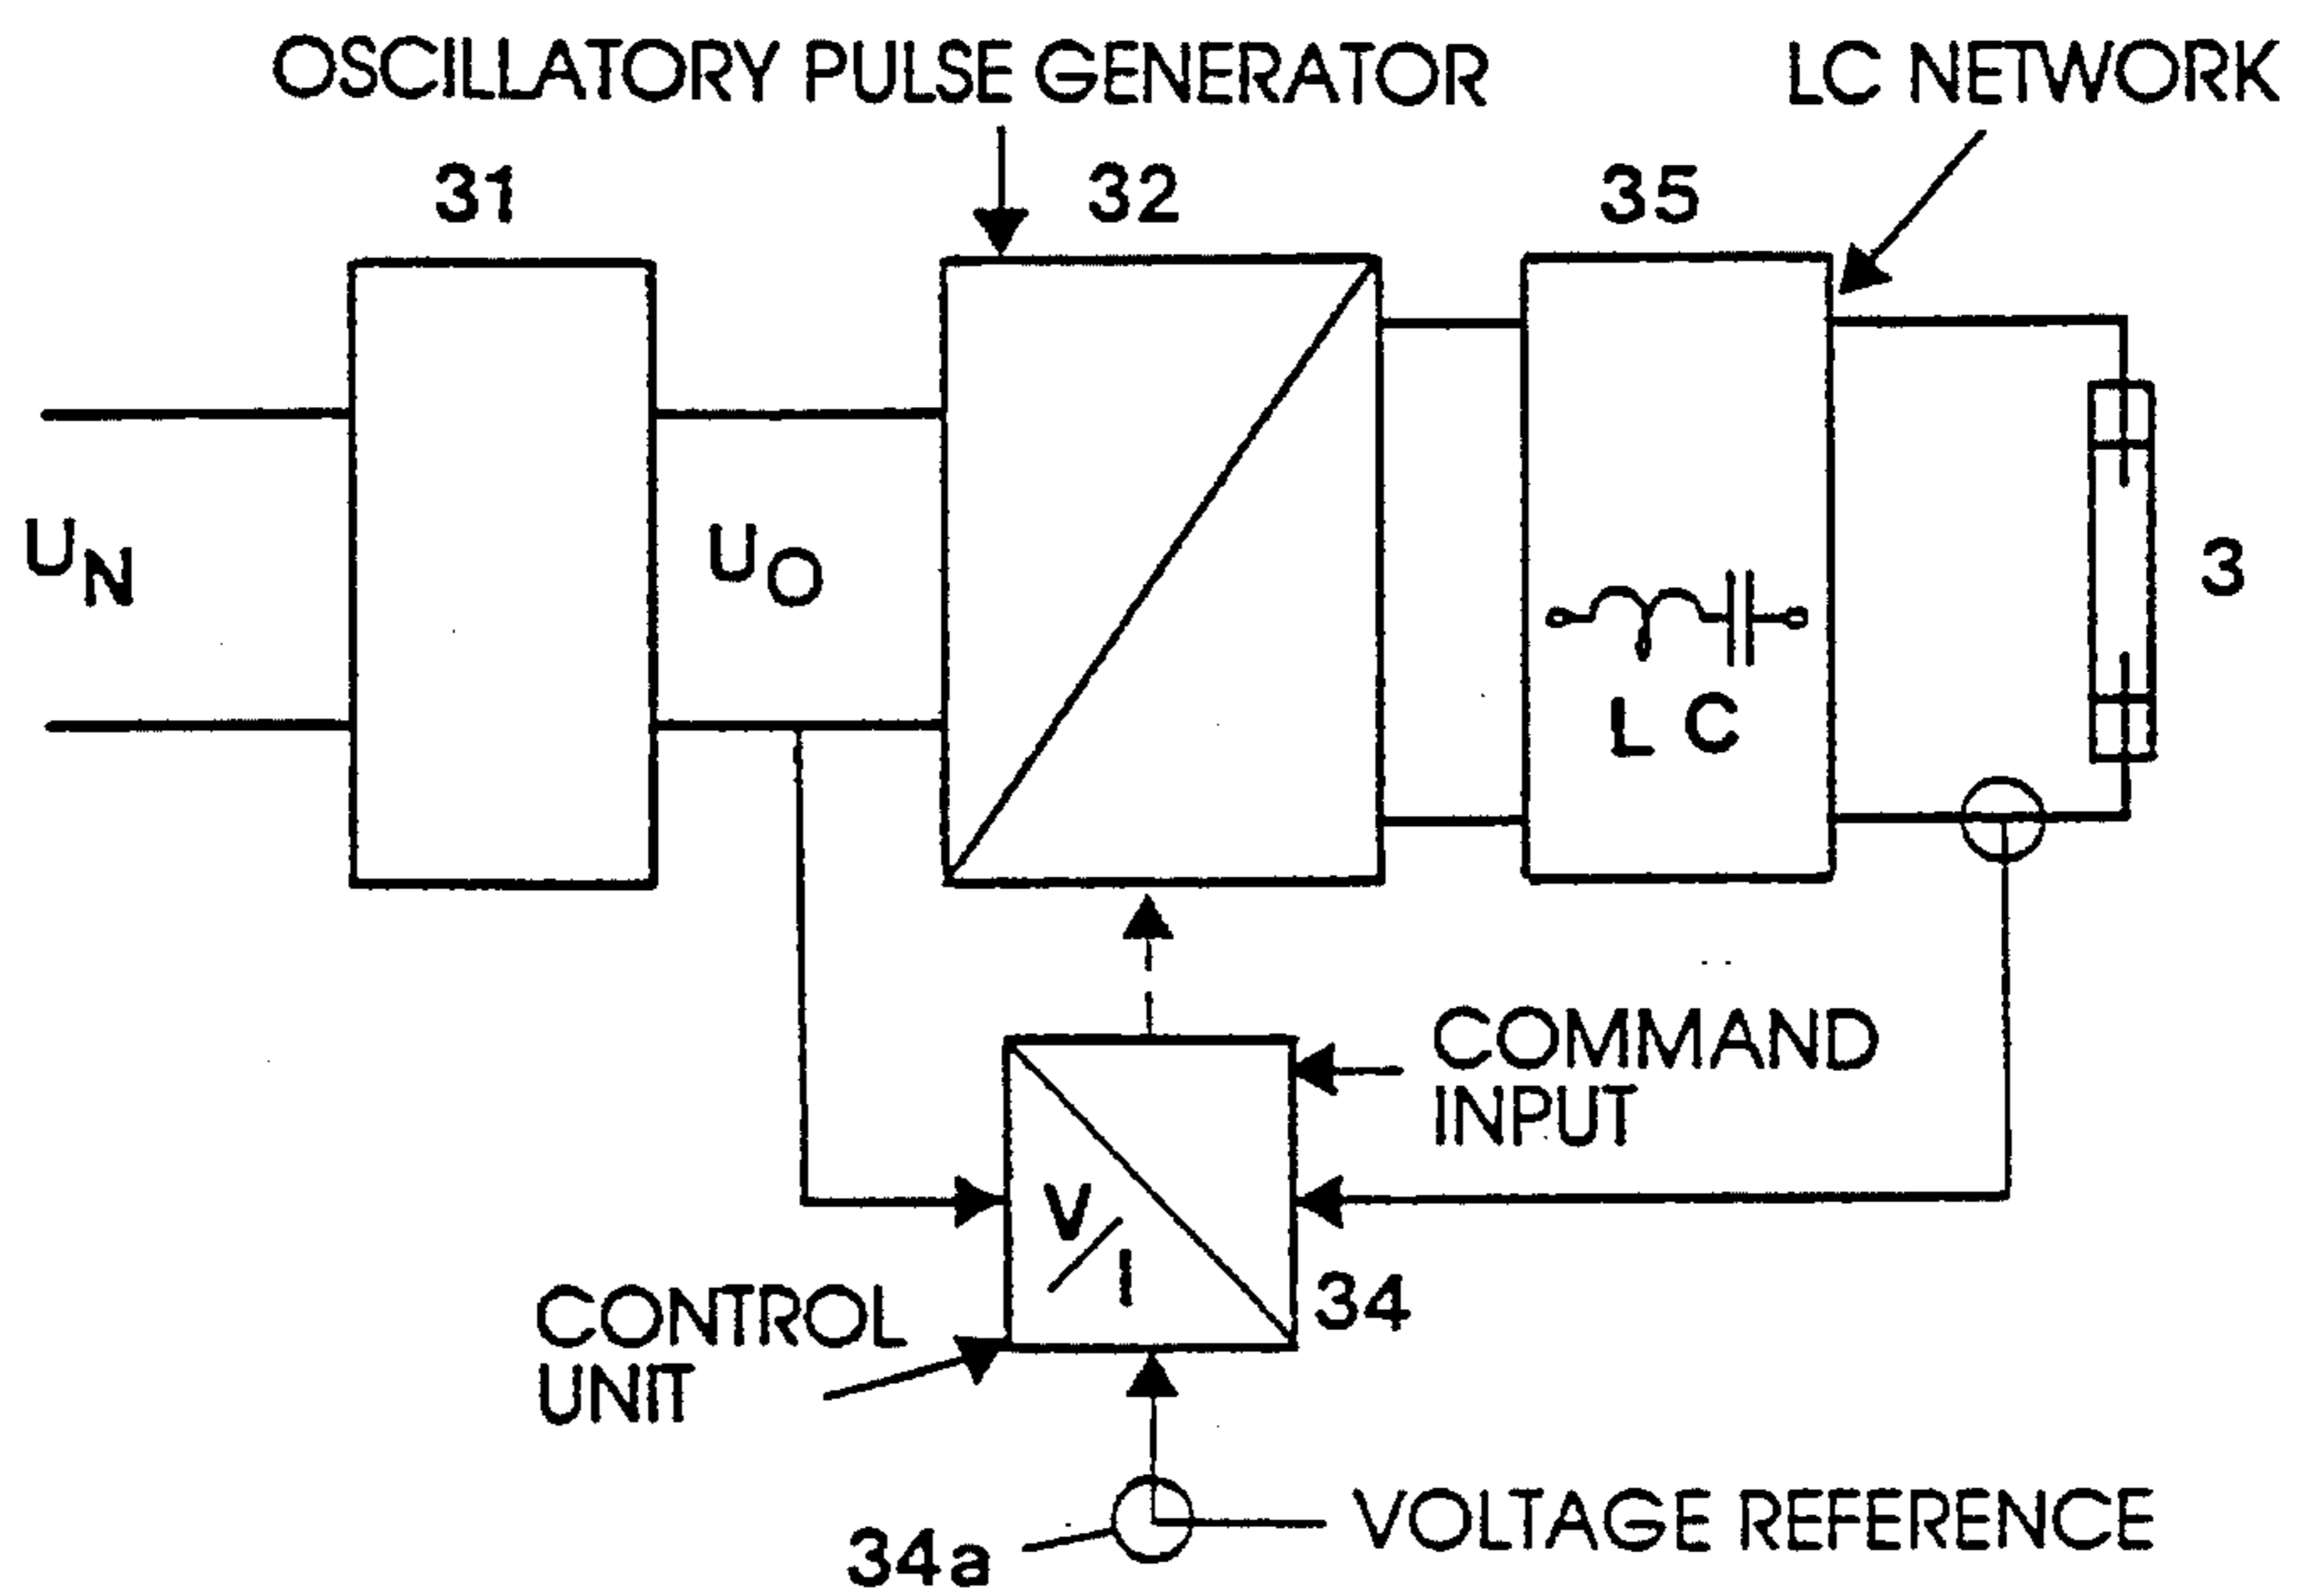 OSCILLATORY PULSE GENERATOR
LC NETWORK
31
32
35
UN
UO
3
L C
COMMAND
INPUT
V/I
34
CONTROL
UNIT
VOLTAGE REFERENCE
34a